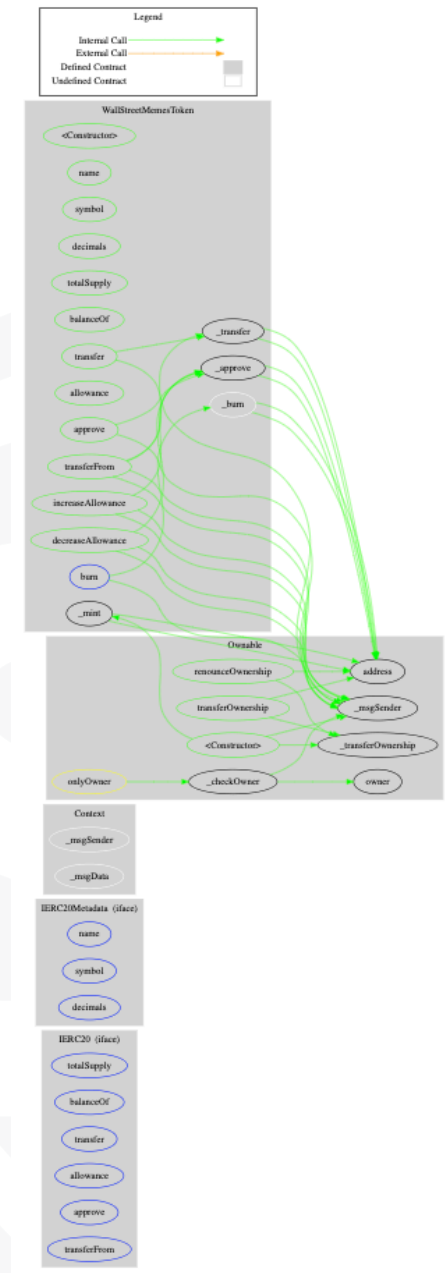 Legend
Internal Call
External Call
Defined Contract
Undefined Contract
WallStreetMemesToken
<Constructor>
name
symbol
decimals
totalSupply
balanceOf
_transfer
transfer
_approve
allowance
_burn
approve
transferFrom
increaseAllowance
decreaseAllowance
burn
_mint
Ownable
renounceOwnership
address
transferOwnership
_msgSender
<Constructor>
_transferOwnership
onlyOwner
_checkOwner
owner
Context
_msgSender
_msgData
IERC20Metadata (iface)
name
symbol
decimals
IERC20 (iface)
totalSupply
balanceOf
transfer
allowance
approve
transferFrom